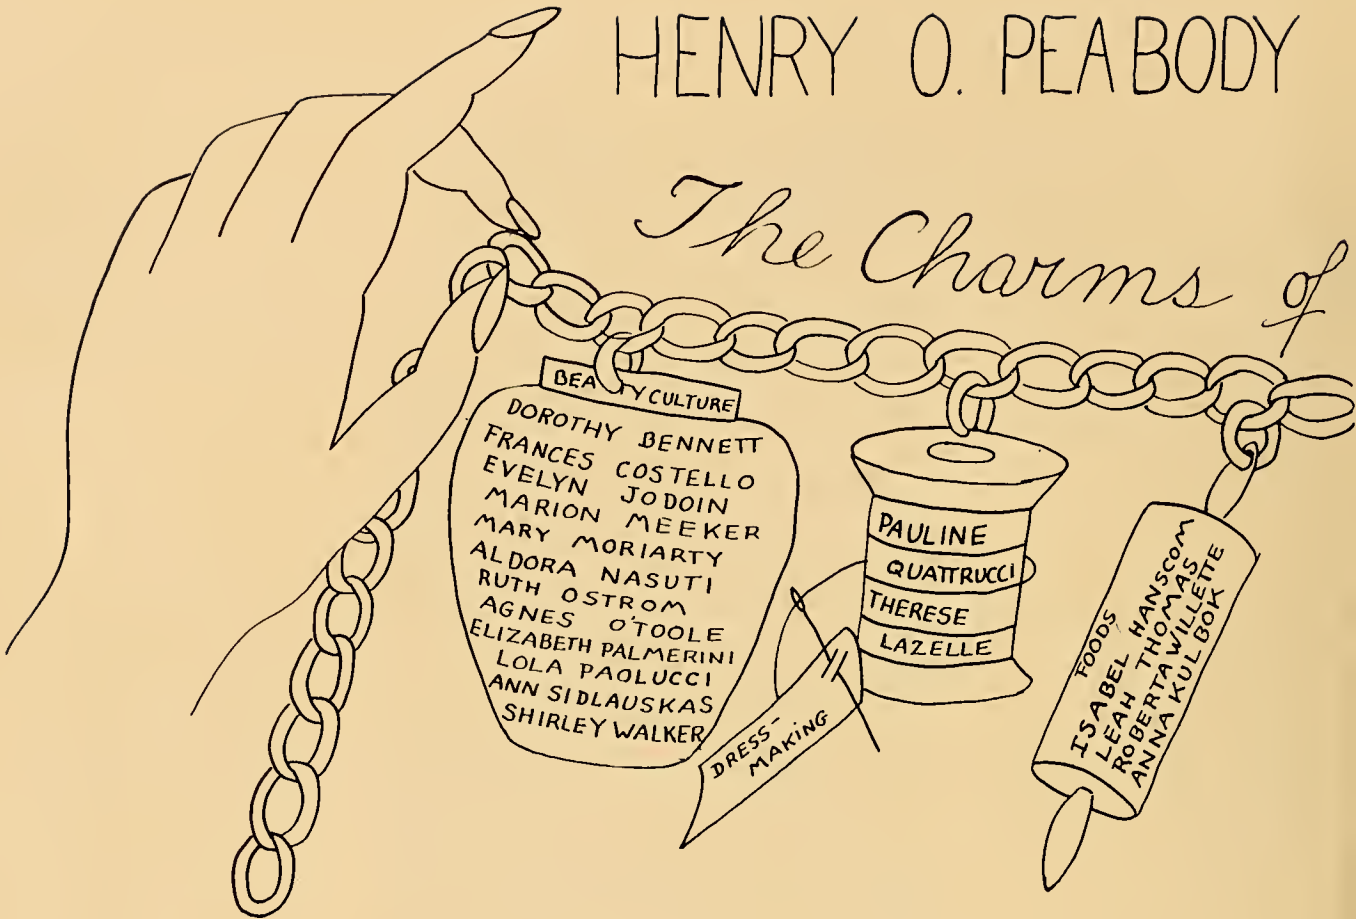 HENRY O. PEABODY
The Charms of
BEAUTY CULTURE
DOROTHY BENNETT
FRANCES COSTELLO
EVELYN JODOIN
MARION MEEKER
MARY MORIARTY
ALDORA NASUTI
RUTH OSTROM
AGNES O'TOOLE
ELIZABETH PALMERINI
LOLA PAOLUCCI
ANN SIDLAUSKAS
SHIRLEY WALKER
DRESS-
MAKING
PAULINE
QUATTRUCCI
THERESE
LAZELLE
FOODS
ISABEL HANSCOM
LEAH THOMAS
ROBERTA WILLETTE
ANNA KULBOK